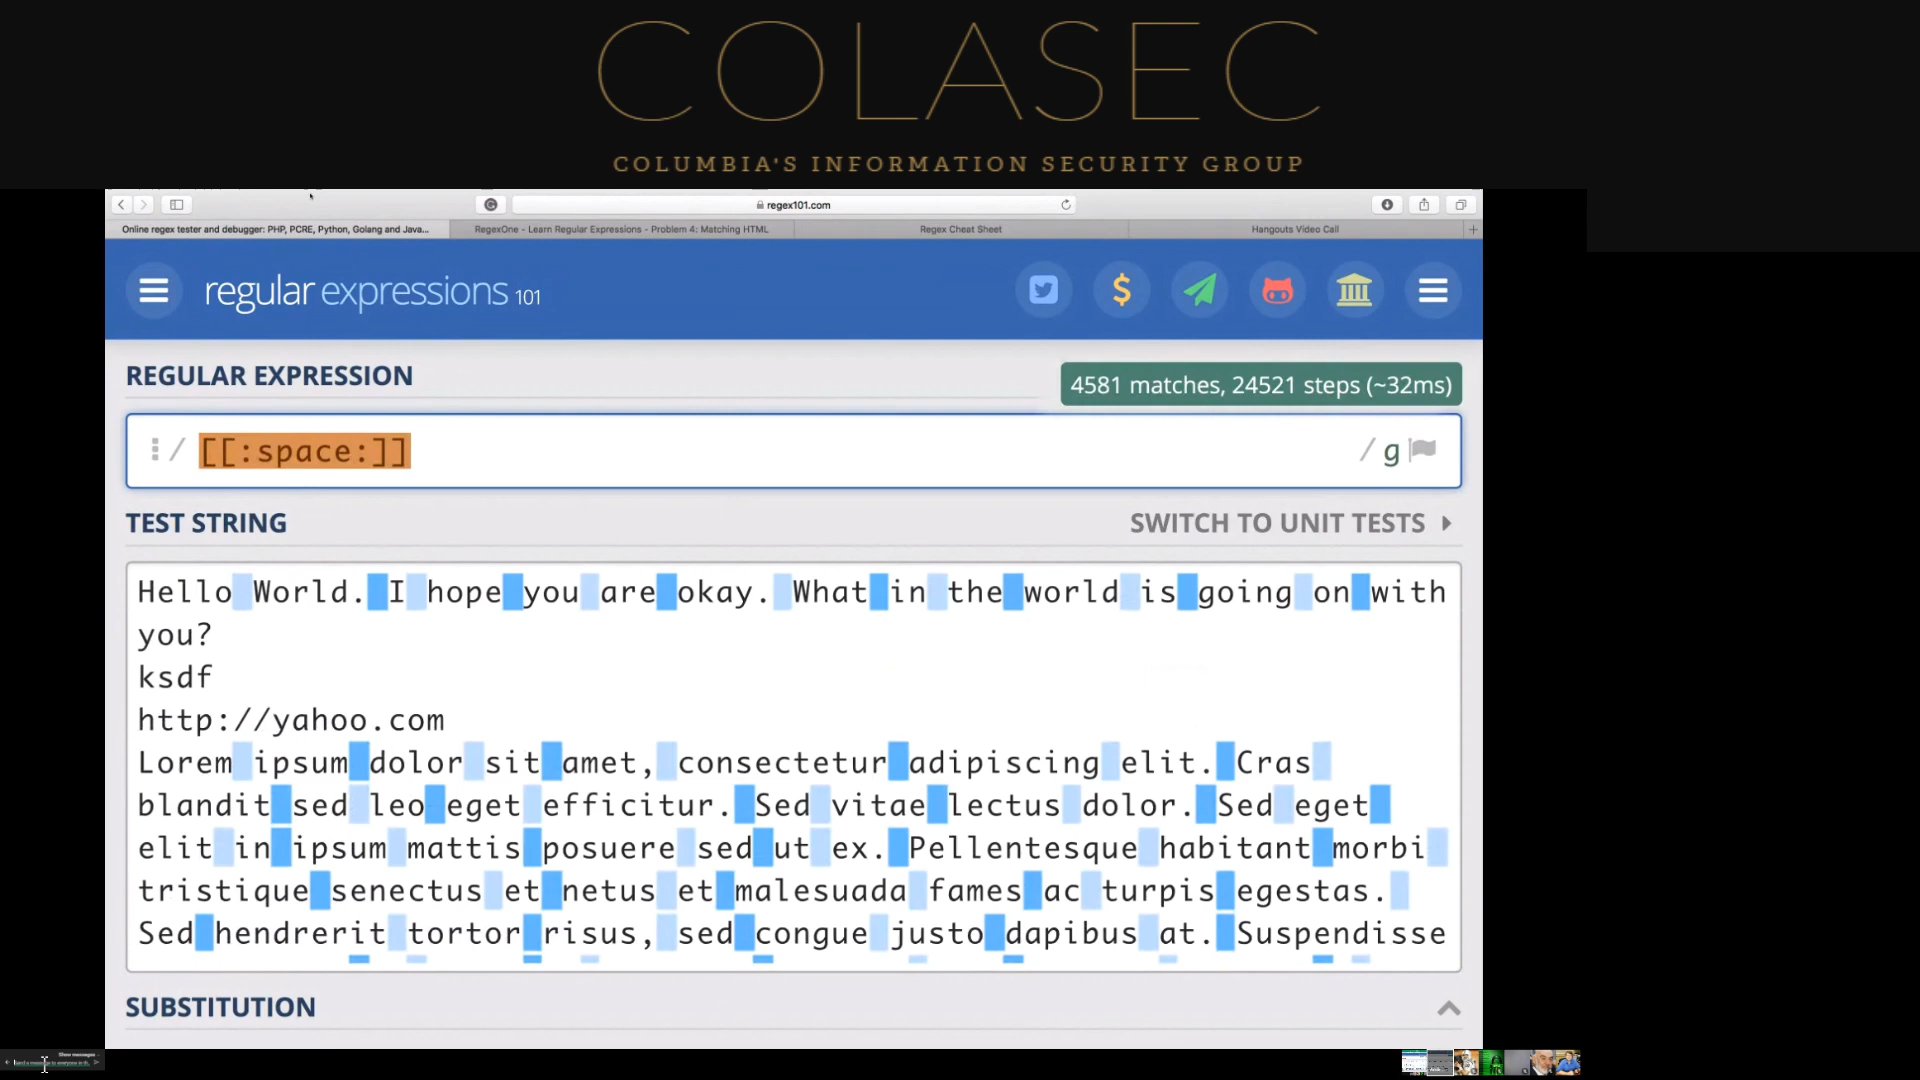 COLASEC
COLUMBIA'S INFORMATION SECURITY GROUP
regex101.com
Online regex tester and debugger: PHP, PCRE, Python, Golang and Java...
RegexOne - Learn Regular Expressions - Problem 4: Matching HTML
Regex Cheat Sheet
Hangouts Video Call
regular expressions 101
REGULAR EXPRESSION
4581 matches, 24521 steps (~32ms)
/ [[:space:]] / g
TEST STRING
SWITCH TO UNIT TESTS
Hello World. I hope you are okay. What in the world is going on with
you?
ksdf
http://yahoo.com
Lorem ipsum dolor sit amet, consectetur adipiscing elit. Cras
blandit sed leo eget efficitur. Sed vitae lectus dolor. Sed eget
elit in ipsum mattis posuere sed ut ex. Pellentesque habitant morbi
tristique senectus et netus et malesuada fames ac turpis egestas.
Sed hendrerit tortor risus, sed congue justo dapibus at. Suspendisse
SUBSTITUTION
Show messages